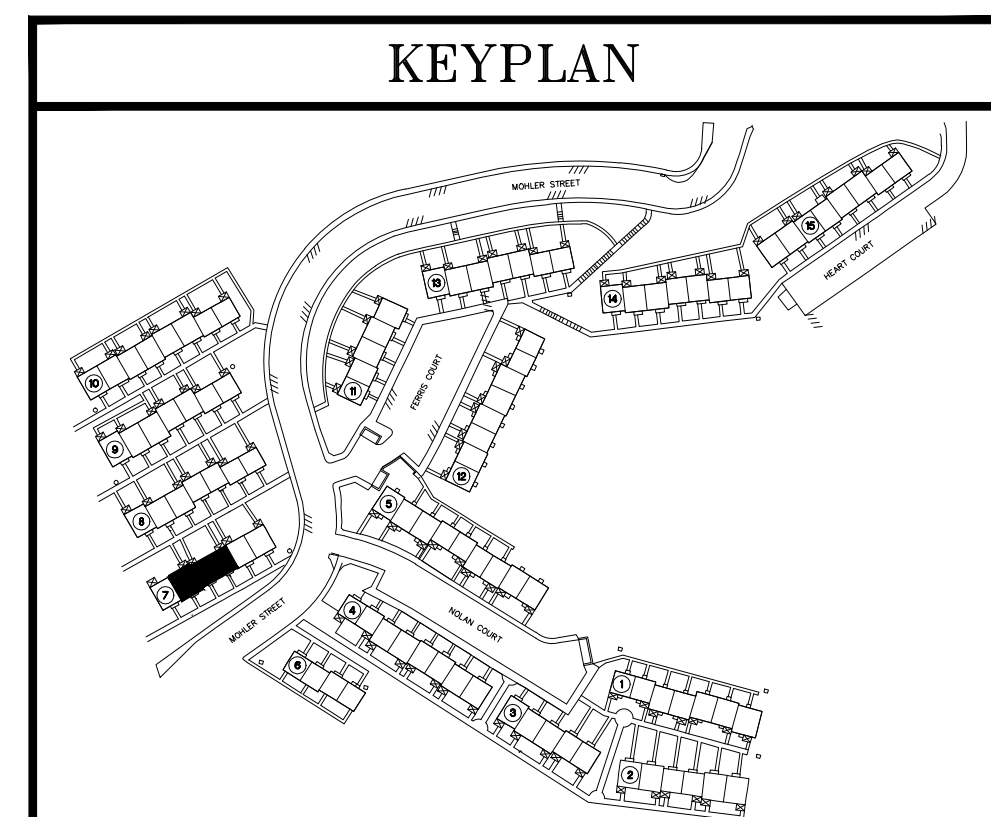 KEYPLAN
MOHLER STREET
15
HEART COURT
13
14
10
11
FERRIS COURT
9
12
5
8
7
4
NOLAN COURT
MOHLER STREET
6
1
3
2